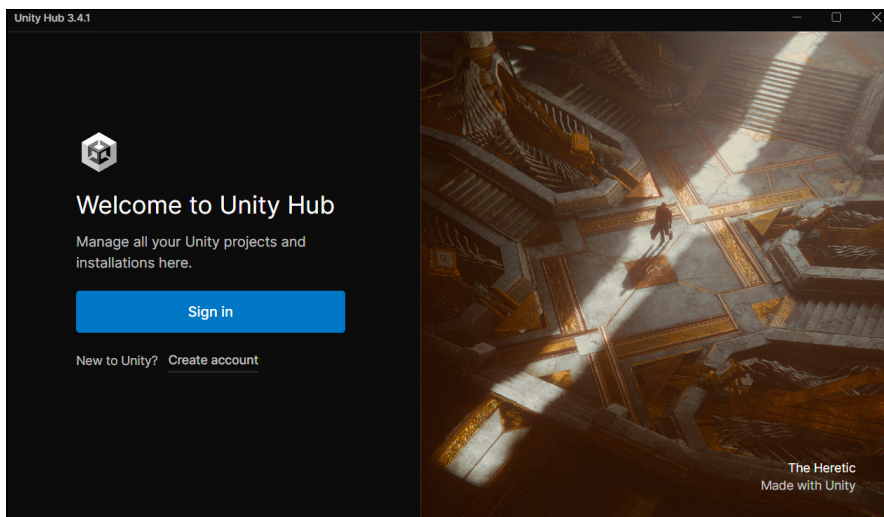 Unity Hub 3.4.1
Welcome to Unity Hub
Manage all your Unity projects and
installations here.
Sign in
New to Unity? Create account
The Heretic
Made with Unity